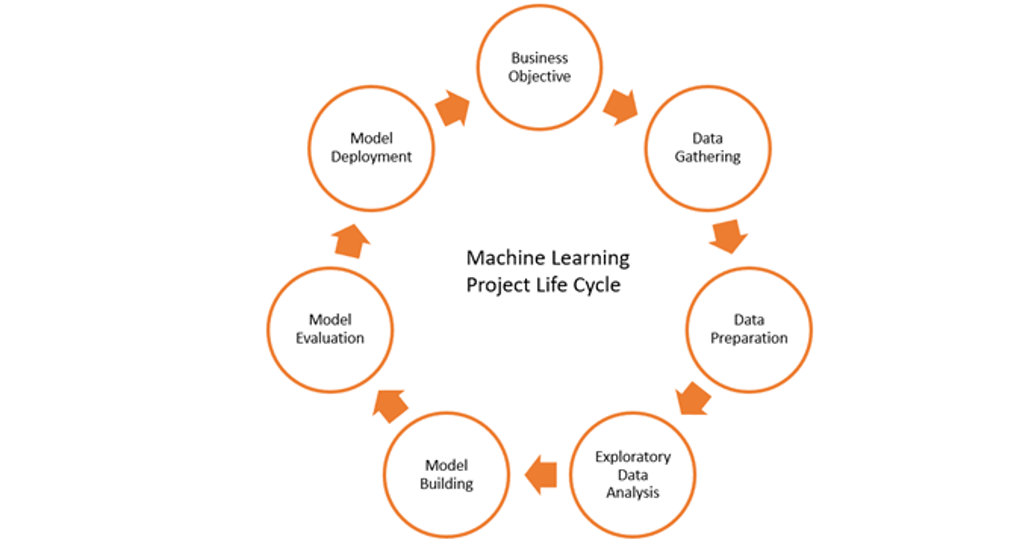 Business
Objective
Data
Gathering
Data
Preparation
Exploratory
Data
Analysis
Model
Building
Model
Evaluation
Model
Deployment
Machine Learning
Project Life Cycle